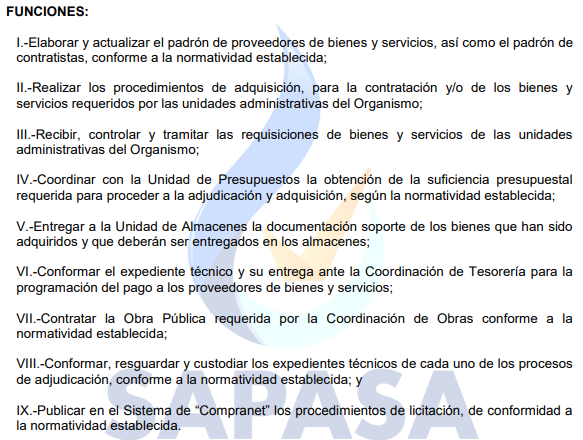 FUNCIONES:
I.-Elaborar y actualizar el padrón de proveedores de bienes y servicios, así como el padrón de
contratistas, conforme a la normatividad establecida;
II.-Realizar los procedimientos de adquisición, para la contratación y/o de los bienes y
servicios requeridos por las unidades administrativas del Organismo;
III.-Recibir, controlar y tramitar las requisiciones de bienes y servicios de las unidades
administrativas del Organismo;
IV.-Coordinar con la Unidad de Presupuestos la obtención de la suficiencia presupuestal
requerida para proceder a la adjudicación y adquisición, según la normatividad establecida;
V.-Entregar a la Unidad de Almacenes la documentación soporte de los bienes que han sido
adquiridos y que deberán ser entregados en los almacenes;
VI.-Conformar el expediente técnico y su entrega ante la Coordinación de Tesorería para la
programación del pago a los proveedores de bienes y servicios;
VII.-Contratar la Obra Pública requerida por la Coordinación de Obras conforme a la
normatividad establecida;
VIII.-Conformar, resguardar y custodiar los expedientes técnicos de cada uno de los procesos
de adjudicación, conforme a la normatividad establecida; y
IX.-Publicar en el Sistema de “Compranet” los procedimientos de licitación, de conformidad a
la normatividad establecida.
SAPASA